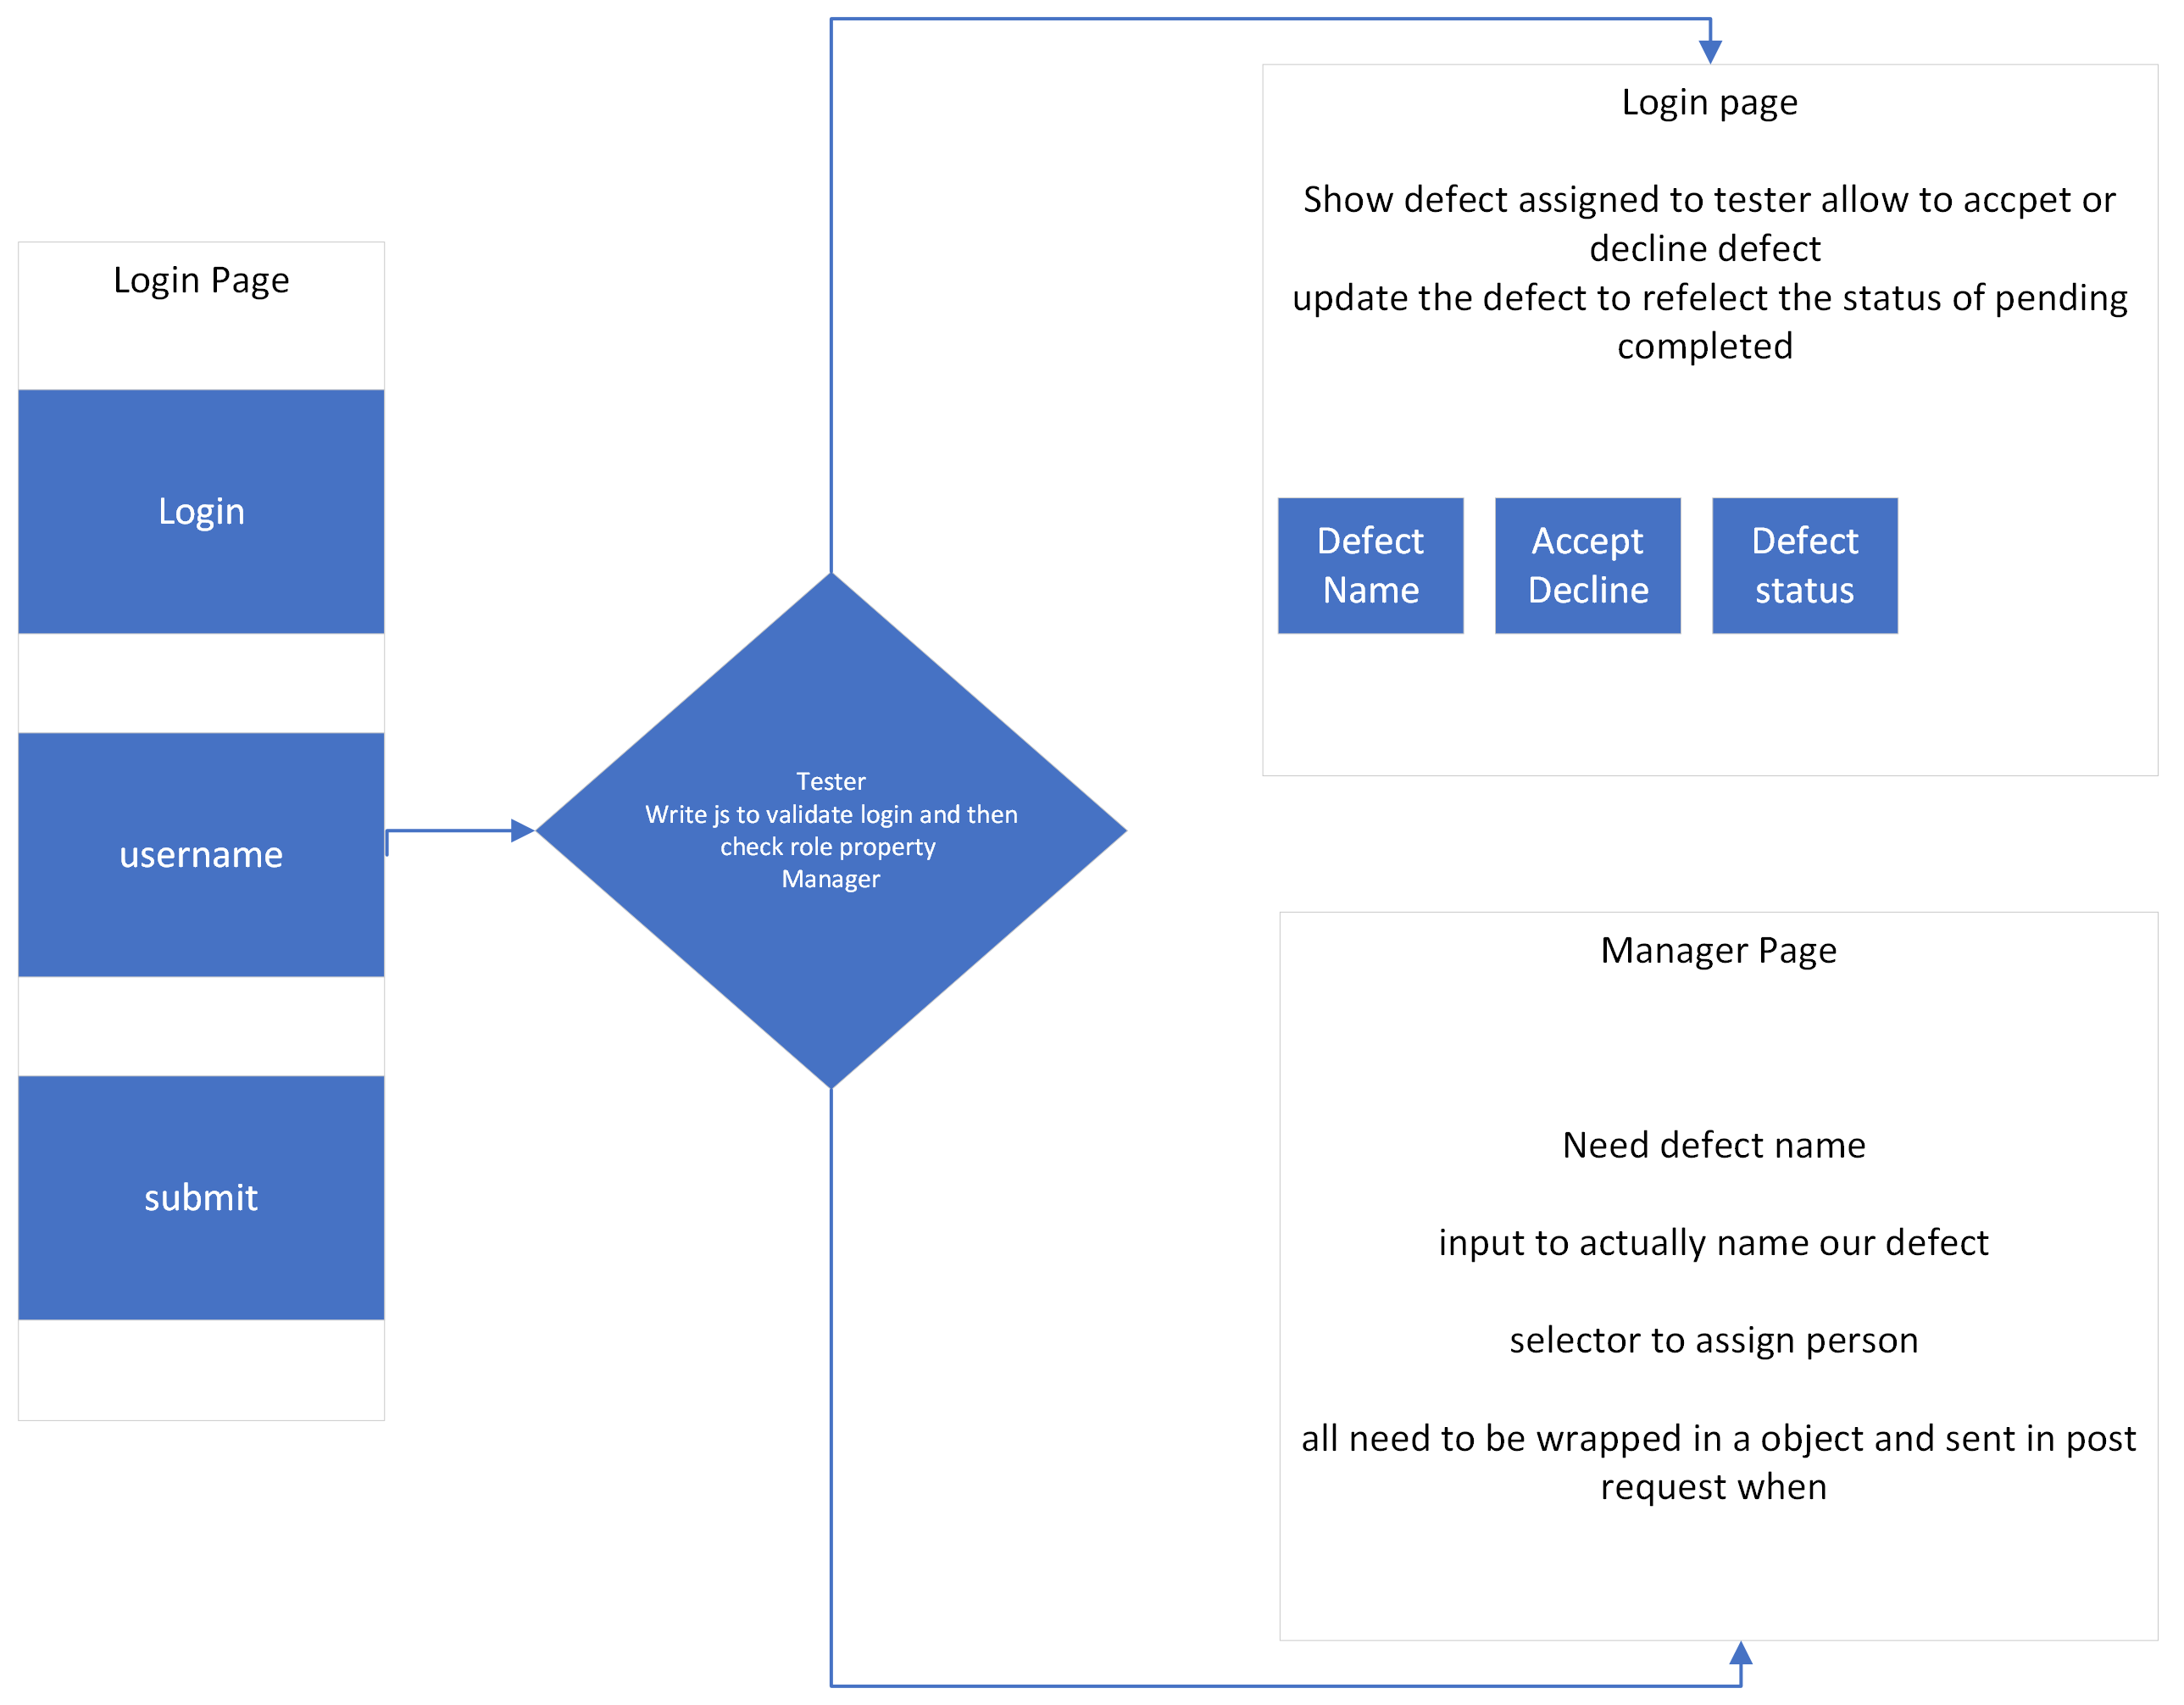 Login Page
Login
username
submit
Tester
Write js to validate login and then
check role property
Manager
Login page
Show defect assigned to tester allow to accpet or
decline defect
update the defect to refelect the status of pending
completed
Defect
Name
Accept
Decline
Defect
status
Manager Page
Need defect name
input to actually name our defect
selector to assign person
all need to be wrapped in a object and sent in post
request when